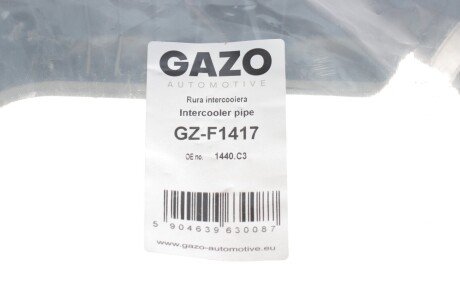 GAZO
AUTOMOTIVE
Rura intercoolera
Intercooler pipe
GZ-F1417
OE no. 1440.C3
5 904639 630087
www.gazo-automotive.eu